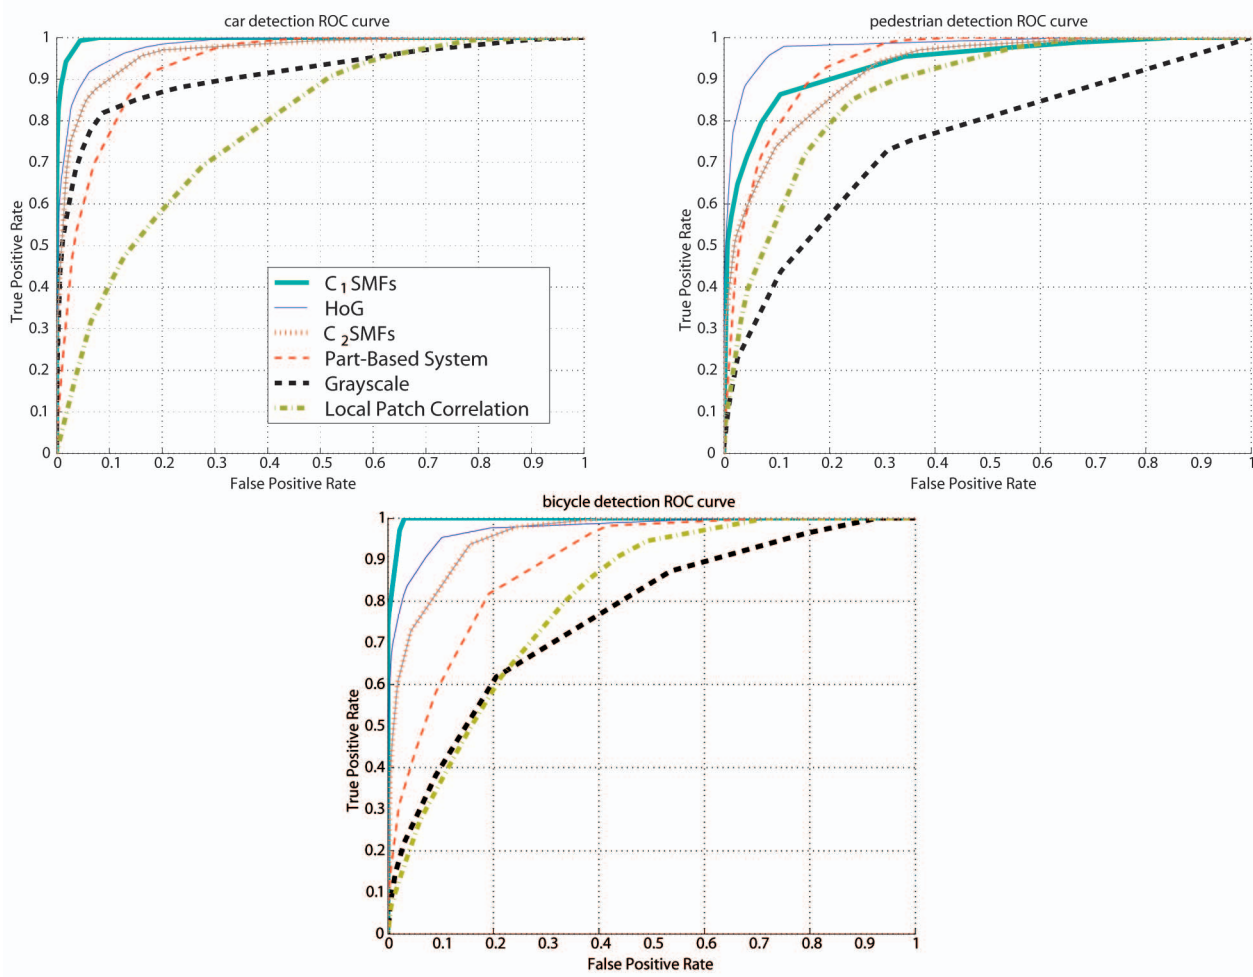 car detection ROC curve
True Positive Rate
1
0.9
0.8
0.7
0.6
0.5
0.4
0.3
0.2
0.1
0
0 0.1 0.2 0.3 0.4 0.5 0.6 0.7 0.8 0.9 1
False Positive Rate
C 1 SMFs
HoG
C 2 SMFs
Part-Based System
Grayscale
Local Patch Correlation
pedestrian detection ROC curve
True Positive Rate
1
0.9
0.8
0.7
0.6
0.5
0.4
0.3
0.2
0.1
0
0 0.1 0.2 0.3 0.4 0.5 0.6 0.7 0.8 0.9 1
False Positive Rate
bicycle detection ROC curve
True Positive Rate
1
0.9
0.8
0.7
0.6
0.5
0.4
0.3
0.2
0.1
0
0 0.1 0.2 0.3 0.4 0.5 0.6 0.7 0.8 0.9 1
False Positive Rate